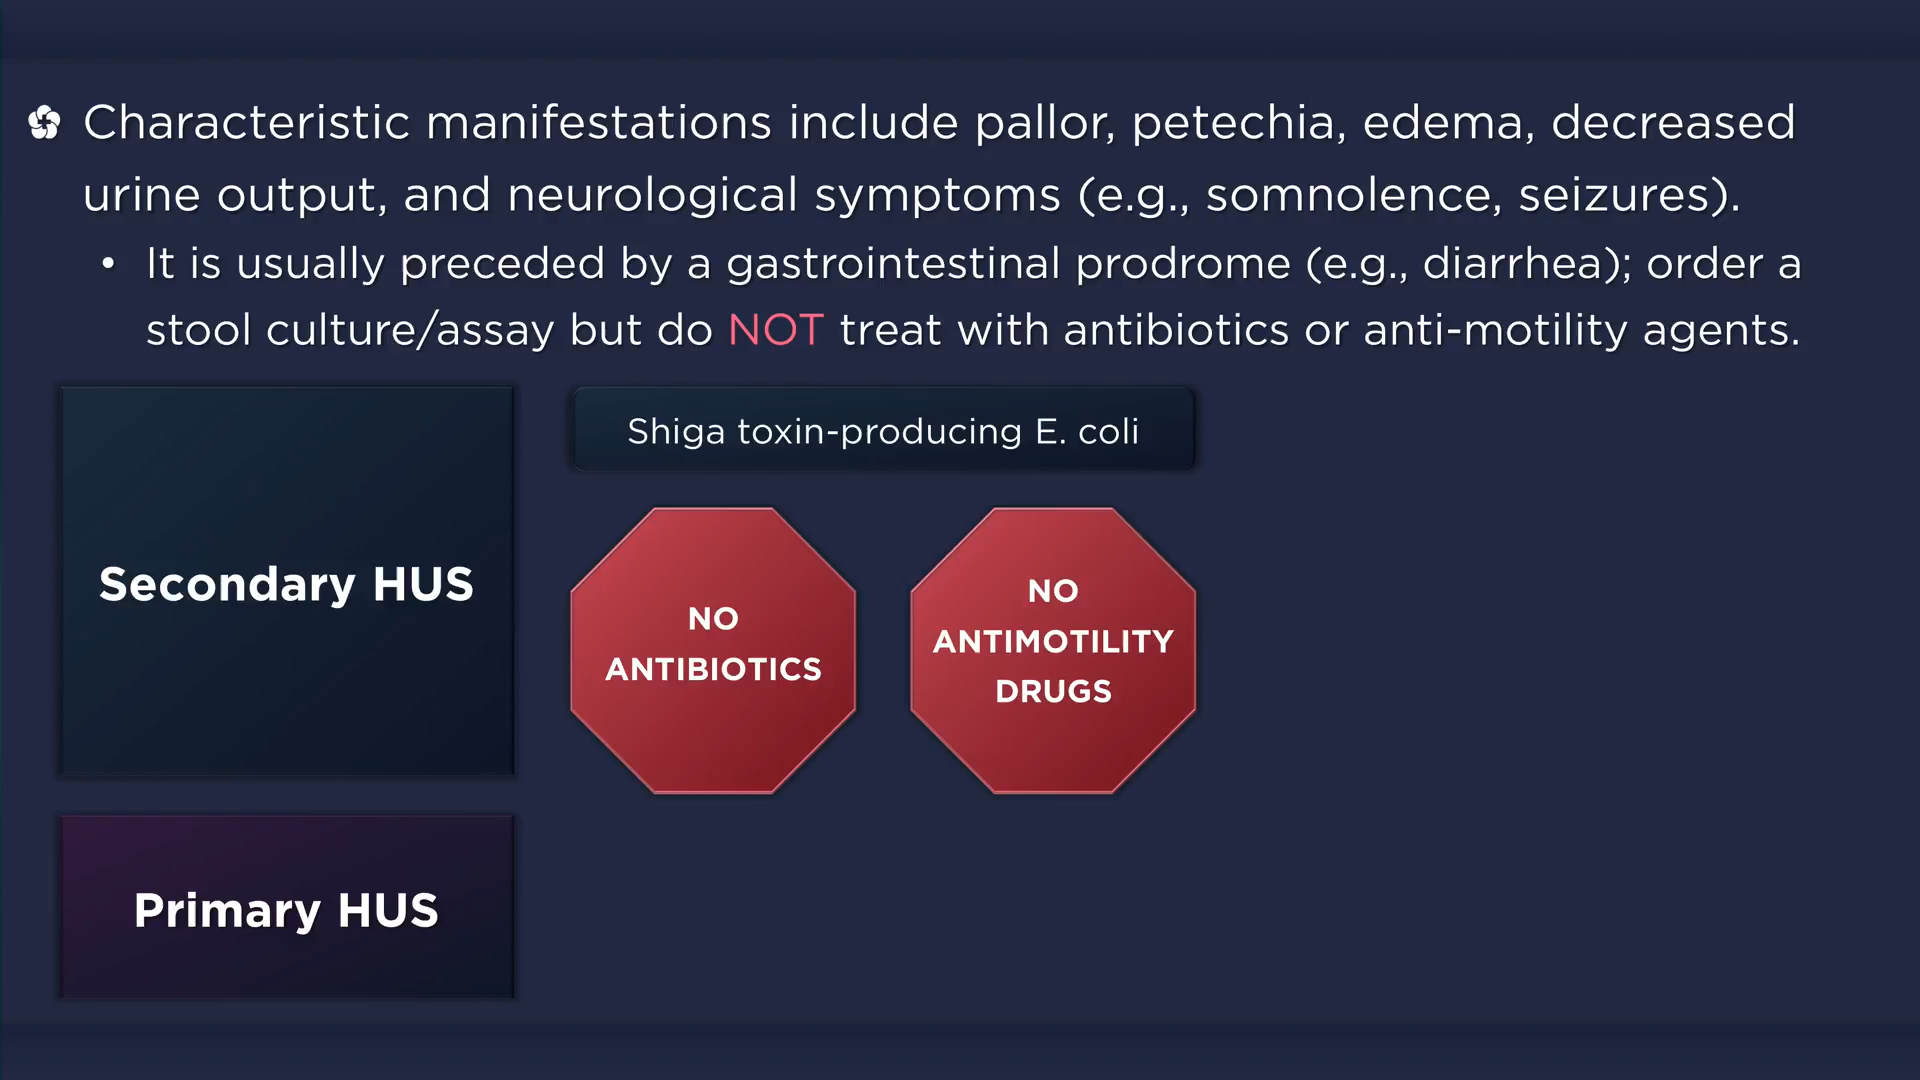 Characteristic manifestations include pallor, petechia, edema, decreased
urine output, and neurological symptoms (e.g., somnolence, seizures).
• It is usually preceded by a gastrointestinal prodrome (e.g., diarrhea); order a
stool culture/assay but do NOT treat with antibiotics or anti-motility agents.
Secondary HUS
Shiga toxin-producing E. coli
NO
ANTIBIOTICS
NO
ANTIMOTILITY
DRUGS
Primary HUS